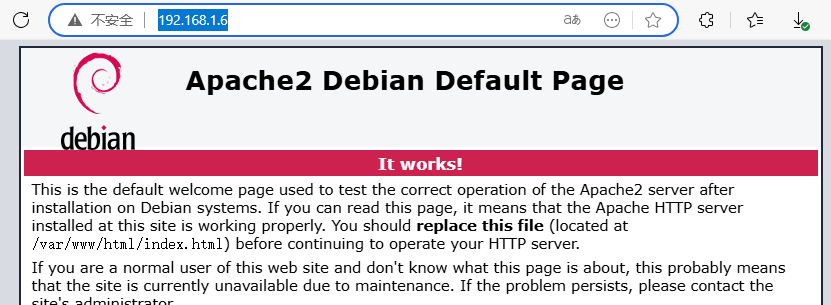 不安全 192.168.1.6 aあ
Apache2 Debian Default Page
debian
It works!
This is the default welcome page used to test the correct operation of the Apache2 server after
installation on Debian systems. If you can read this page, it means that the Apache HTTP server
installed at this site is working properly. You should replace this file (located at
/var/www/html/index.html) before continuing to operate your HTTP server.
If you are a normal user of this web site and don't know what this page is about, this probably means
that the site is currently unavailable due to maintenance. If the problem persists, please contact the
site's administrator.